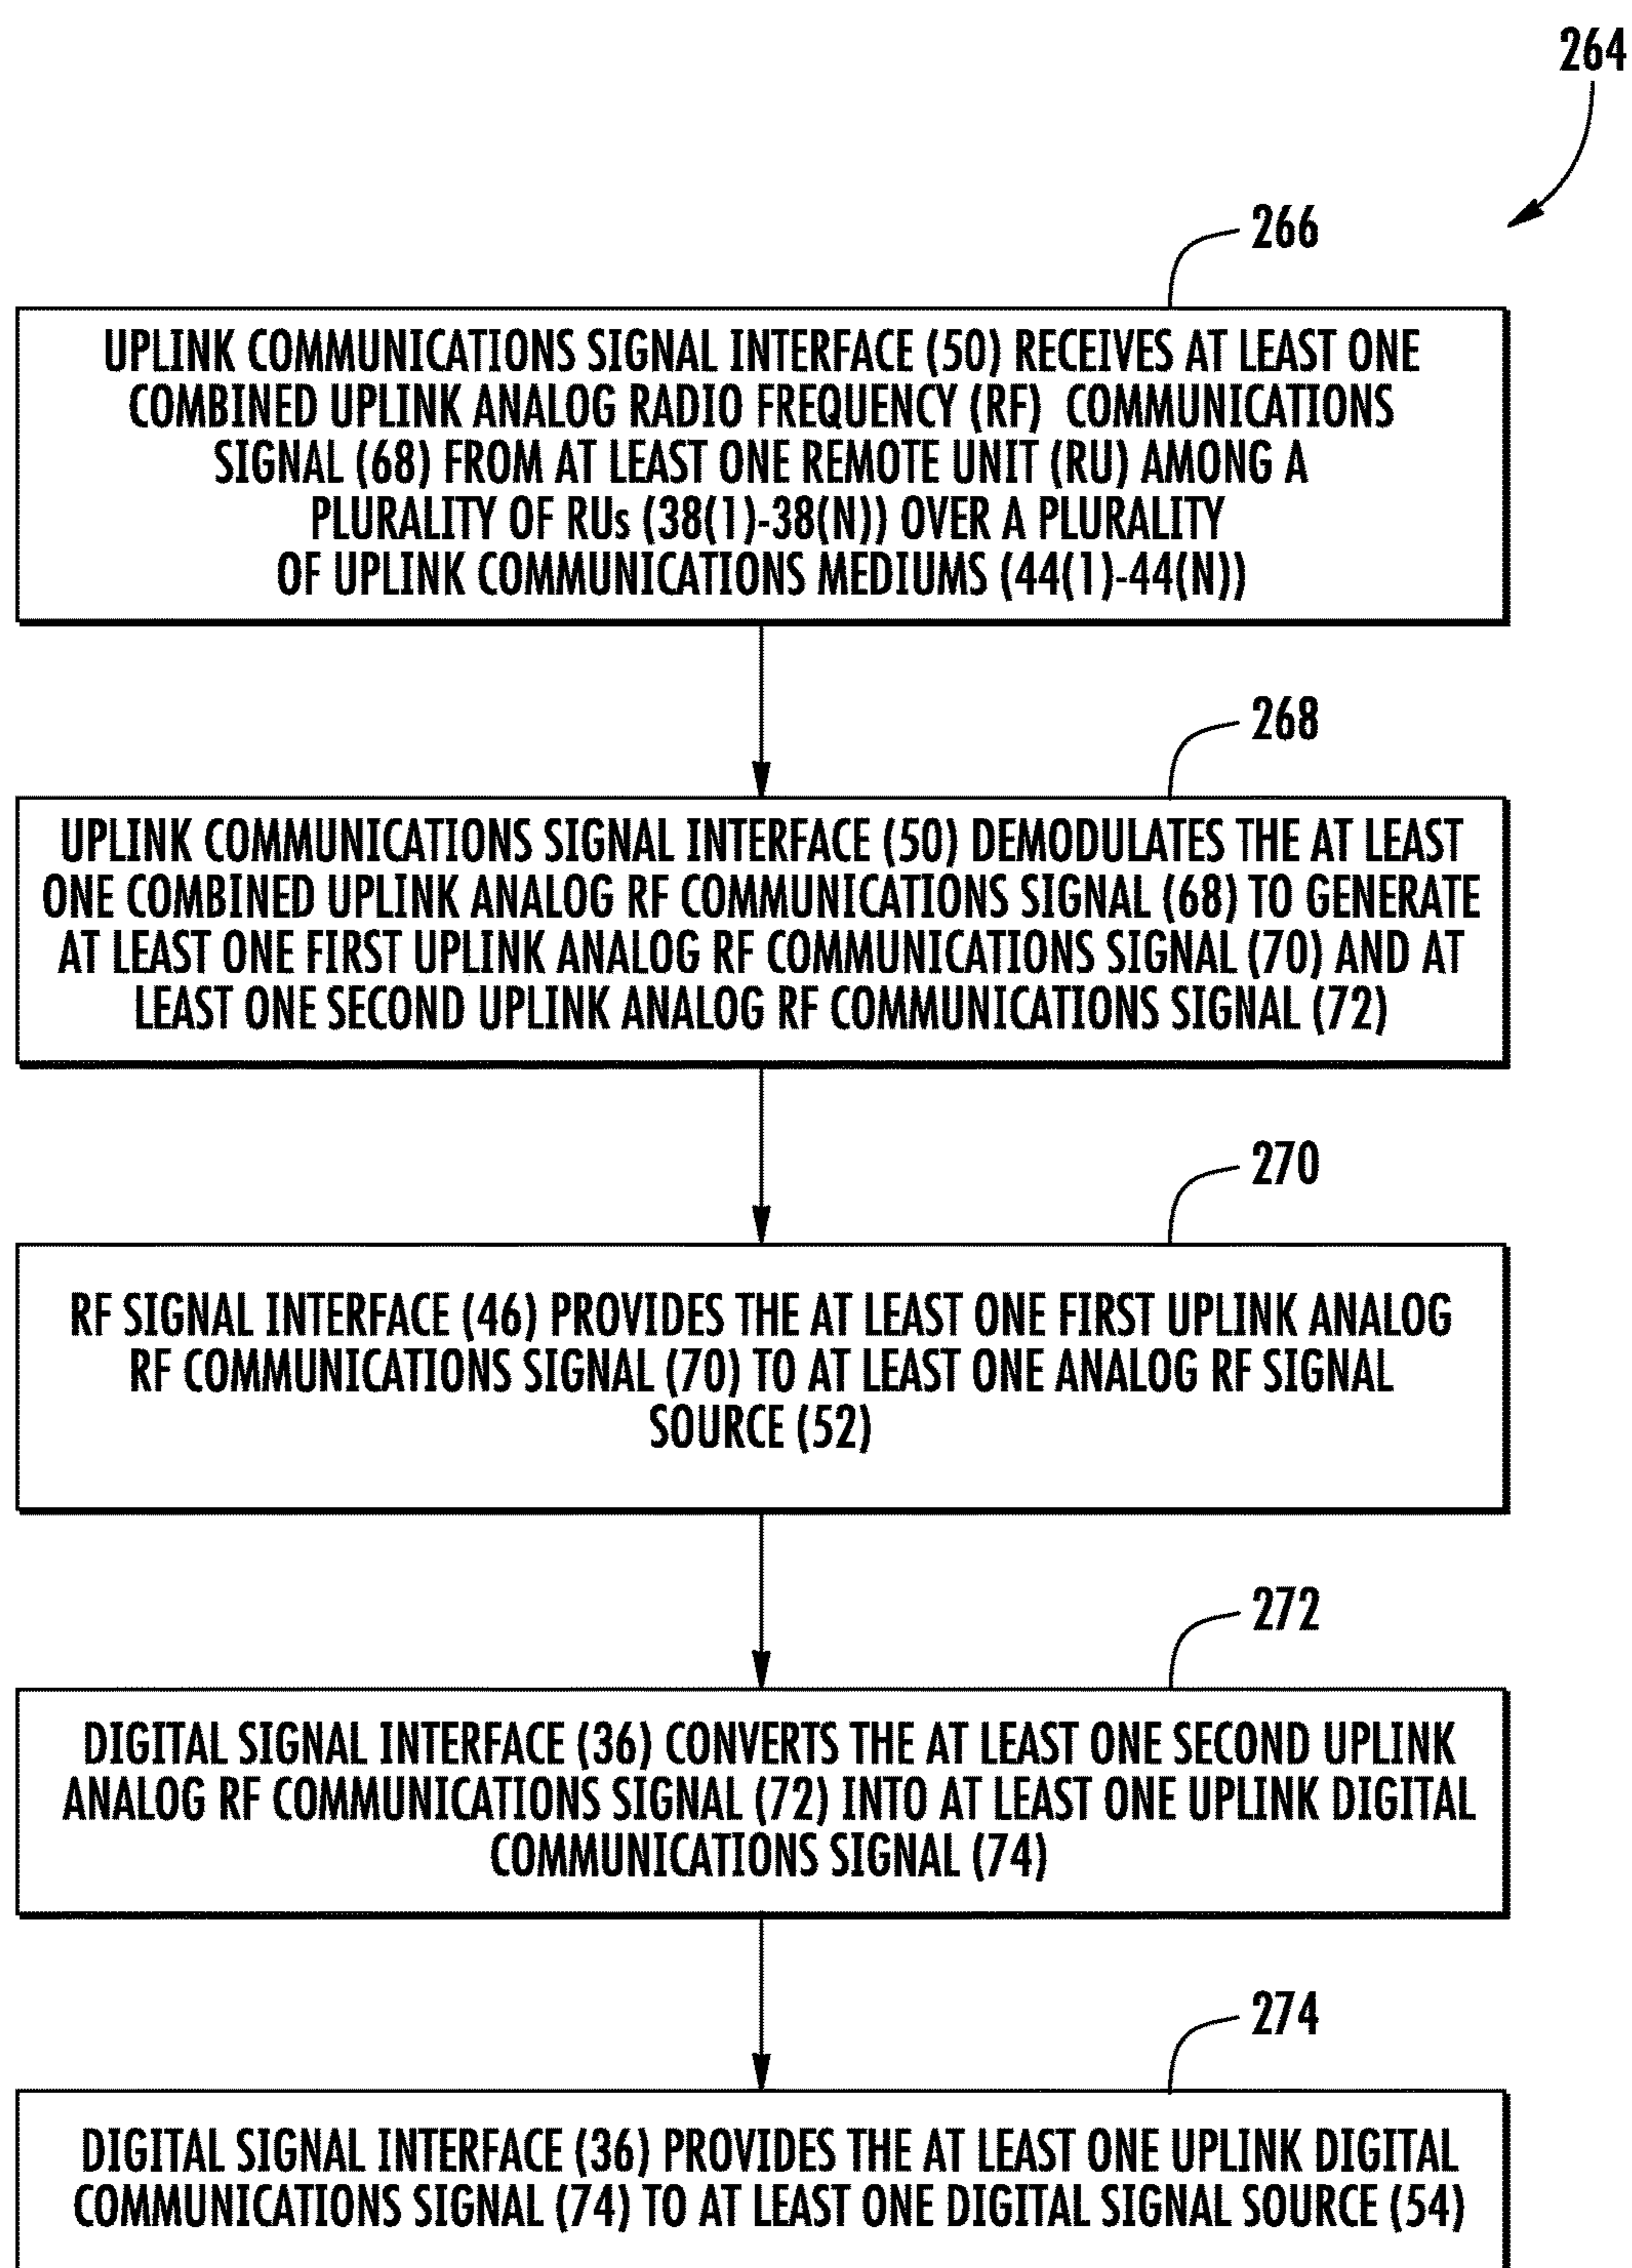 264
266
UPLINK COMMUNICATIONS SIGNAL INTERFACE (50) RECEIVES AT LEAST ONE
COMBINED UPLINK ANALOG RADIO FREQUENCY (RF) COMMUNICATIONS
SIGNAL (68) FROM AT LEAST ONE REMOTE UNIT (RU) AMONG A
PLURALITY OF RUs (38(1)-38(N)) OVER A PLURALITY
OF UPLINK COMMUNICATIONS MEDIUMS (44(1)-44(N))
268
UPLINK COMMUNICATIONS SIGNAL INTERFACE (50) DEMODULATES THE AT LEAST
ONE COMBINED UPLINK ANALOG RF COMMUNICATIONS SIGNAL (68) TO GENERATE
AT LEAST ONE FIRST UPLINK ANALOG RF COMMUNICATIONS SIGNAL (70) AND AT
LEAST ONE SECOND UPLINK ANALOG RF COMMUNICATIONS SIGNAL (72)
270
RF SIGNAL INTERFACE (46) PROVIDES THE AT LEAST ONE FIRST UPLINK ANALOG
RF COMMUNICATIONS SIGNAL (70) TO AT LEAST ONE ANALOG RF SIGNAL
SOURCE (52)
272
DIGITAL SIGNAL INTERFACE (36) CONVERTS THE AT LEAST ONE SECOND UPLINK
ANALOG RF COMMUNICATIONS SIGNAL (72) INTO AT LEAST ONE UPLINK DIGITAL
COMMUNICATIONS SIGNAL (74)
274
DIGITAL SIGNAL INTERFACE (36) PROVIDES THE AT LEAST ONE UPLINK DIGITAL
COMMUNICATIONS SIGNAL (74) TO AT LEAST ONE DIGITAL SIGNAL SOURCE (54)